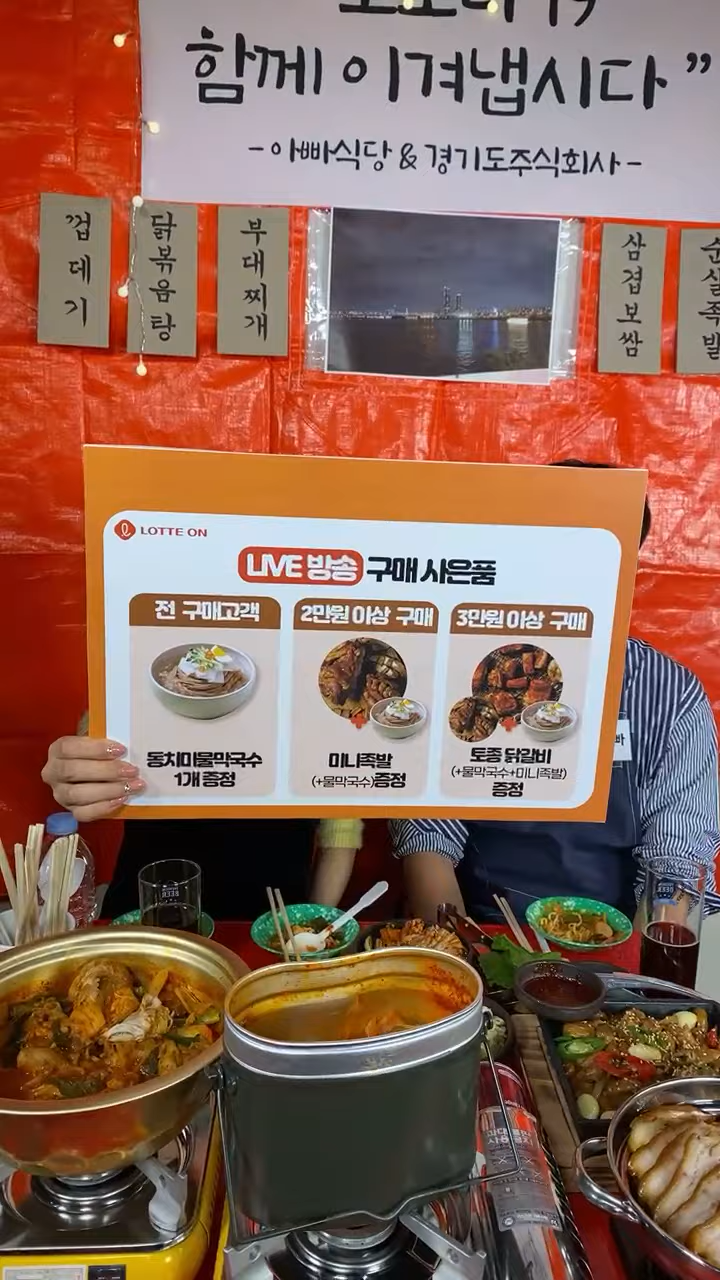 함께 이겨냅시다”
- 아빠식당 & 경기도주식회사 -
껍데기
닭볶음탕
부대찌개
삼겹보쌈
순살족발
LOTTE ON
LIVE 방송 구매 사은품
전 구매고객
동치미물막국수
1개 증정
2만원 이상 구매
미니족발
(+물막국수)증정
3만원 이상 구매
토종 닭갈비
(+물막국수+미니족발)
증정
빠